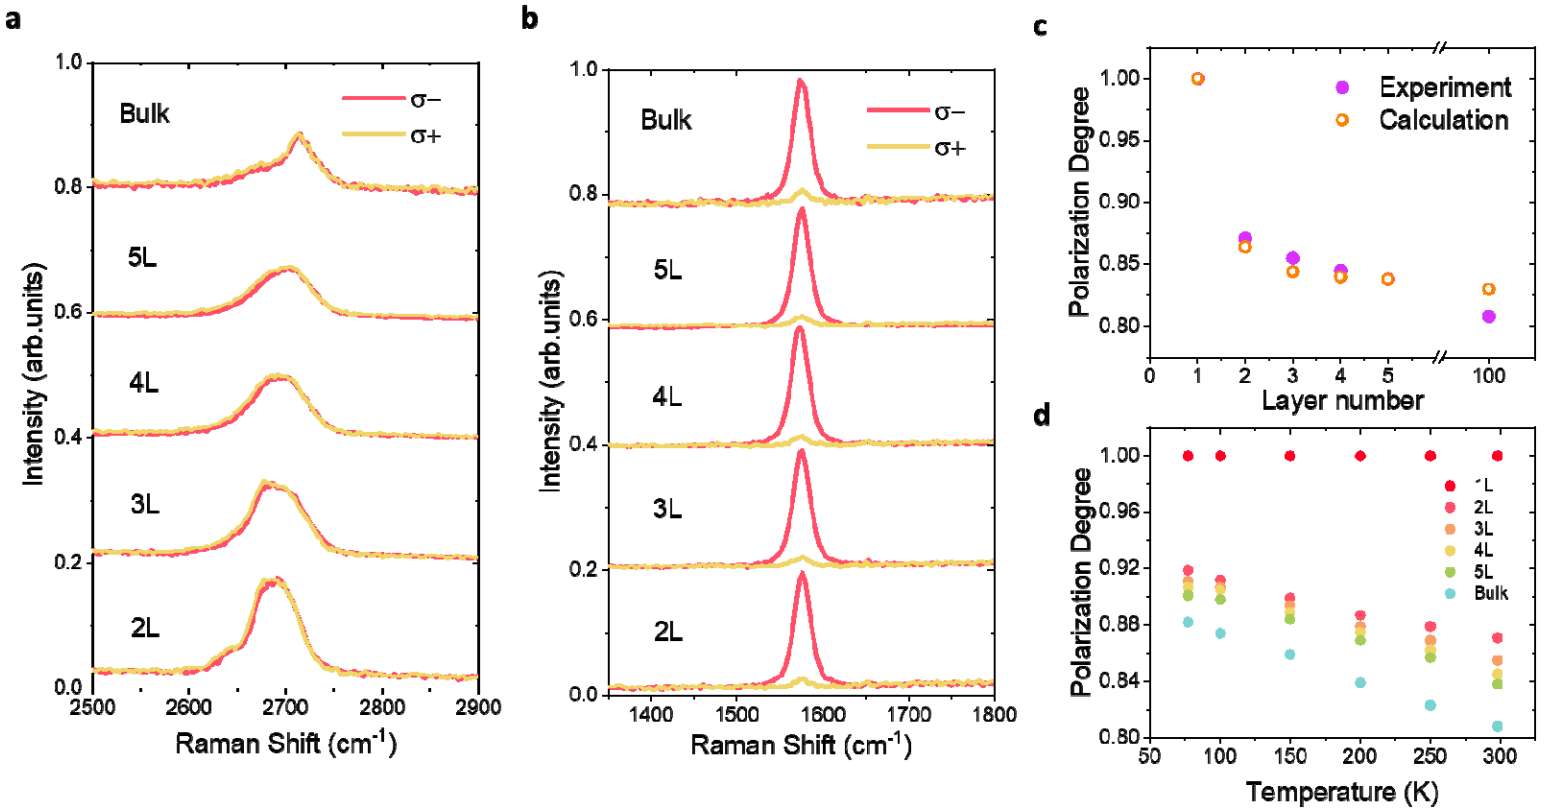 a
1.0
0.8
0.6
0.4
0.2
0.0
Intensity (arb.units)
Bulk
5L
4L
3L
2L
σ−
σ+
2500 2600 2700 2800 2900
Raman Shift (cm-1)
b
1.0
0.8
0.6
0.4
0.2
0.0
Intensity (arb.units)
Bulk
5L
4L
3L
2L
σ−
σ+
1400 1500 1600 1700 1800
Raman Shift (cm-1)
c
1.00
0.95
0.90
0.85
0.80
Polarization Degree
Experiment
Calculation
0 1 2 3 4 5 100
Layer number
d
1.00
0.96
0.92
0.88
0.84
0.80
Polarization Degree
1L
2L
3L
4L
5L
Bulk
50 100 150 200 250 300
Temperature (K)